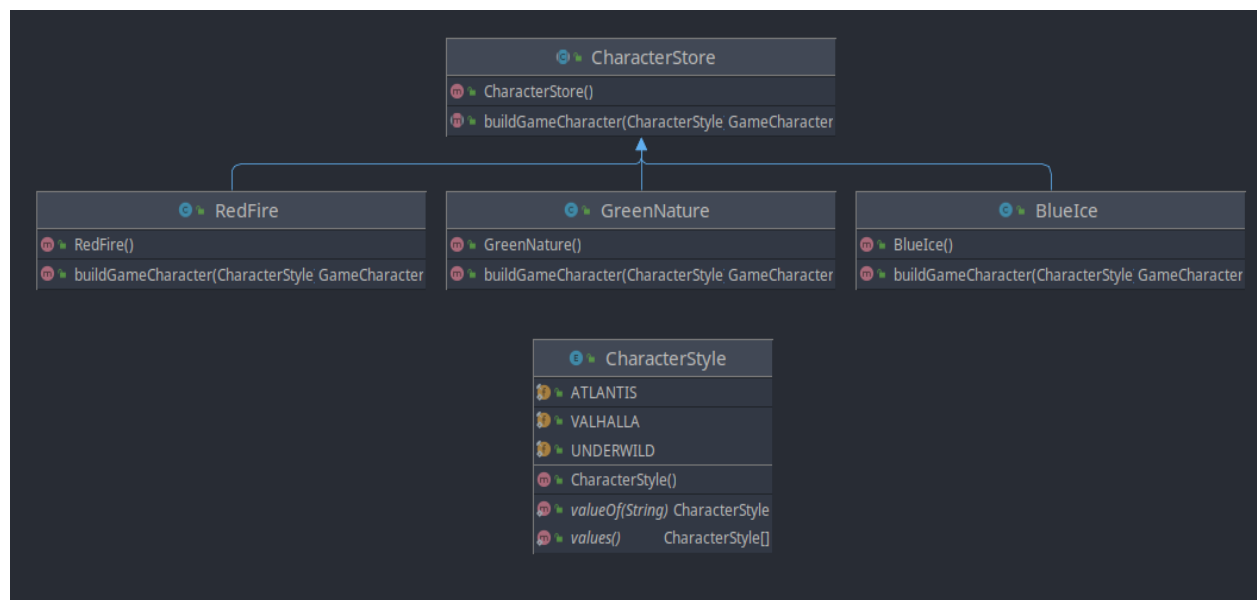 CharacterStore
CharacterStore()
buildGameCharacter(CharacterStyle GameCharacter
RedFire
GreenNature
BlueIce
RedFire()
GreenNature()
BlueIce()
buildGameCharacter(CharacterStyle GameCharacter
buildGameCharacter(CharacterStyle GameCharacter
buildGameCharacter(CharacterStyle GameCharacter
CharacterStyle
ATLANTIS
VALHALLA
UNDERWILD
CharacterStyle()
valueOf(String) CharacterStyle
values() CharacterStyle[]